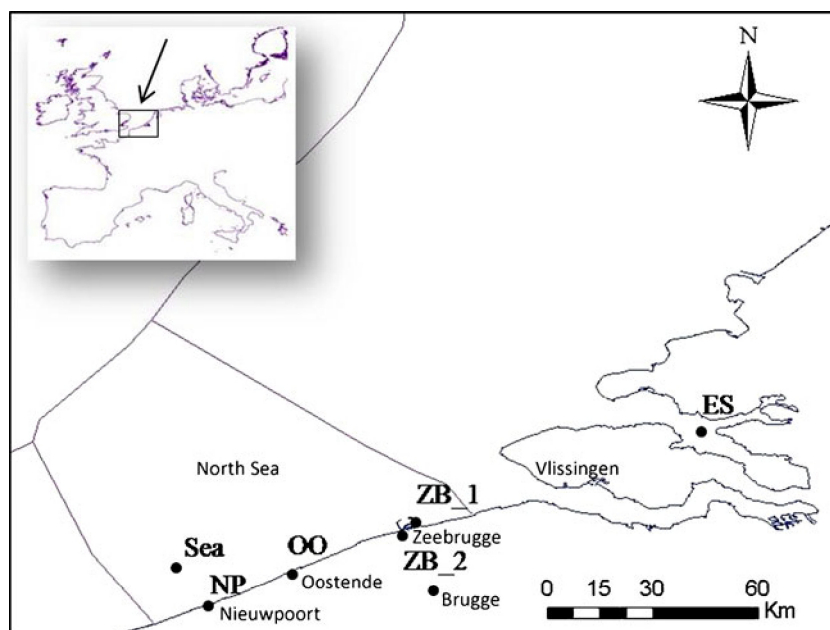 N
ES
North Sea
Vlissingen
ZB_1
Zeebrugge
Sea
OO
ZB_2
NP
Oostende
Brugge
Nieuwpoort
0 15 30 60
Km